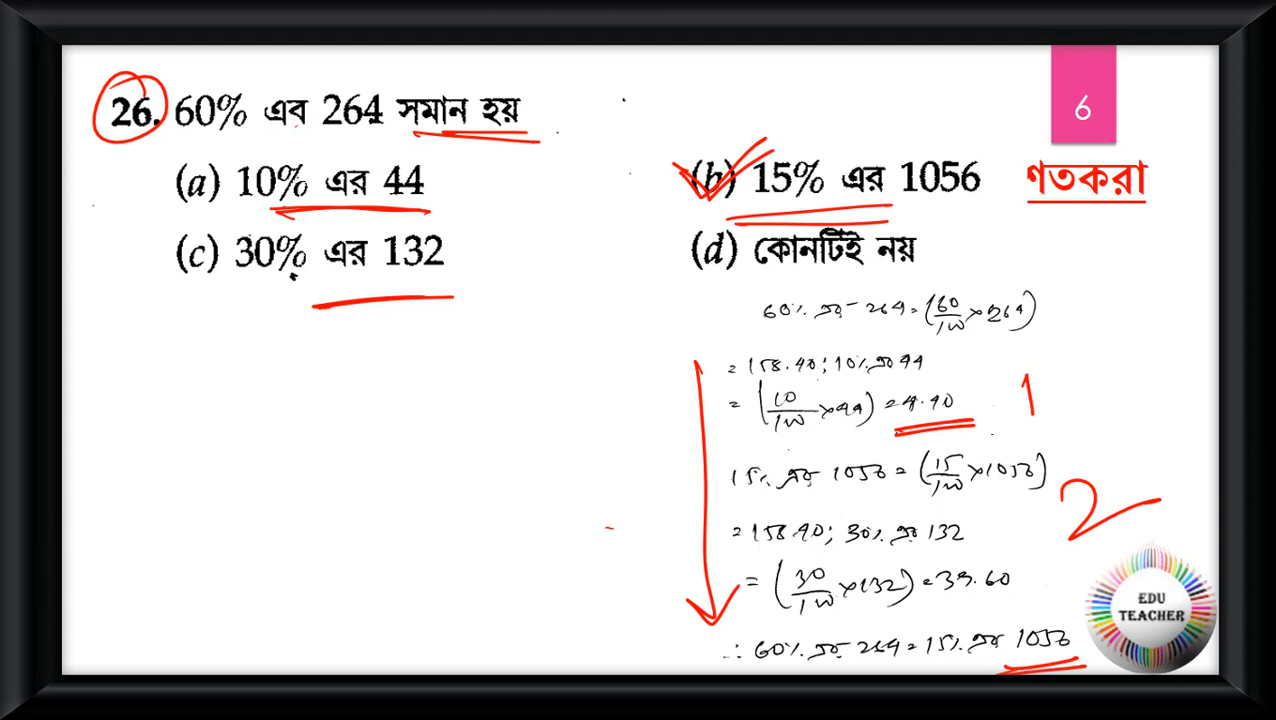 6
26. 60% এব 264 সমান হয়
(a) 10% এর 44
(b) 15% এর 1056
ণতকরা
(c) 30% এর 132
(d) কোনটিই নয়
60% এর 264 = (60/100 × 264)
= 158.40; 10% এর 44
= (10/100 × 44) = 4.40
1
15% এর 1056 = (15/100 × 1056)
2
= 158.40; 30% এর 132
= (30/100 × 132) = 39.60
∴ 60% এর 264 = 15% এর 1056
EDU
TEACHER